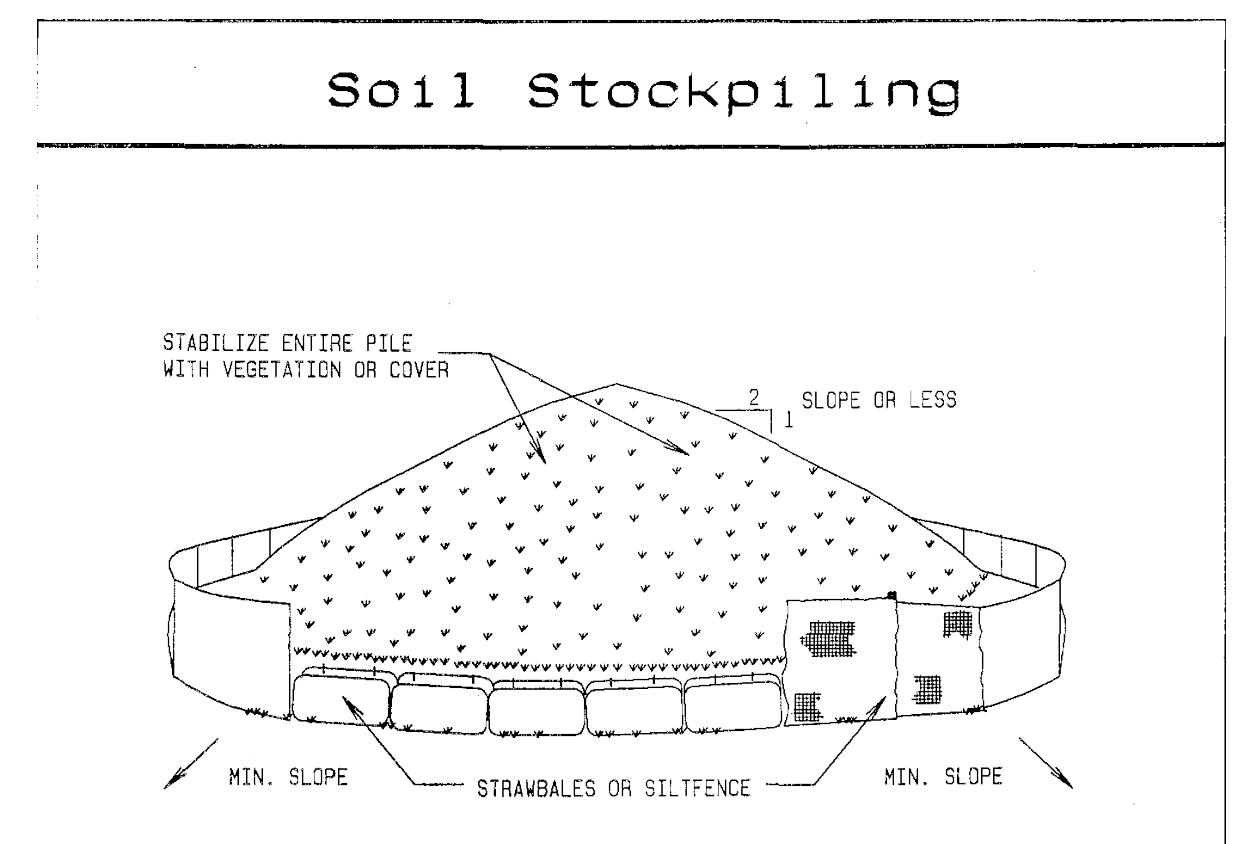 Soil Stockpiling
STABILIZE ENTIRE PILE
WITH VEGETATION OR COVER
2
1
SLOPE OR LESS
MIN. SLOPE
STRAWBALES OR SILTFENCE
MIN. SLOPE